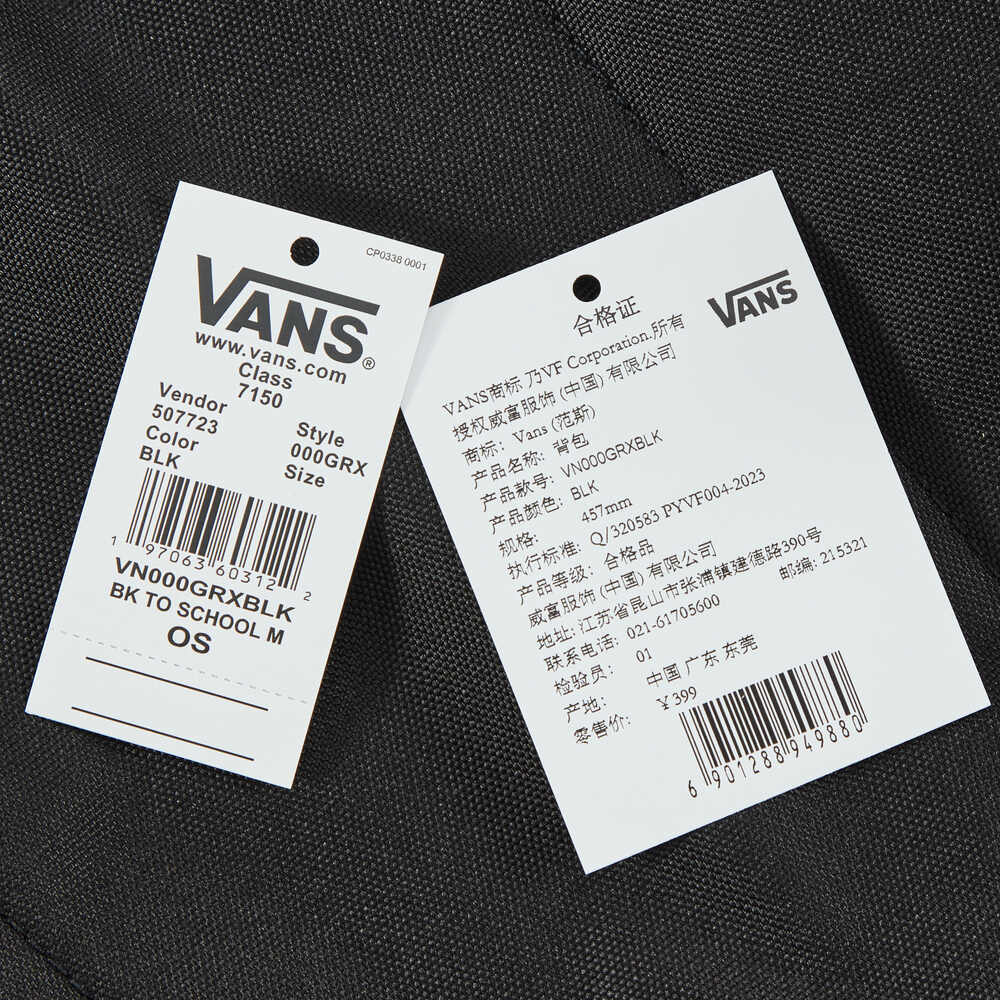 CP0338 0001
VANS®
www.vans.com
Class
7150
Vendor
507723
Style
000GRX
Color
BLK
Size
1 97063 60312 2
VN000GRXBLK
BK TO SCHOOL M
OS
合格证
VANS
VANS商标 乃VF Corporation.所有
授权威富服饰 (中国) 有限公司
商标: Vans (范斯)
产品名称: 背包
产品款号: VN000GRXBLK
产品颜色: BLK
规格: 457mm
执行标准: Q/320583 PYVF004-2023
产品等级: 合格品
威富服饰 (中国) 有限公司
地址: 江苏省昆山市张浦镇建德路390号
联系电话: 021-61705600 邮编: 215321
检验员: 01
产地: 中国 广东 东莞
零售价: ¥ 399
6 901288 949880